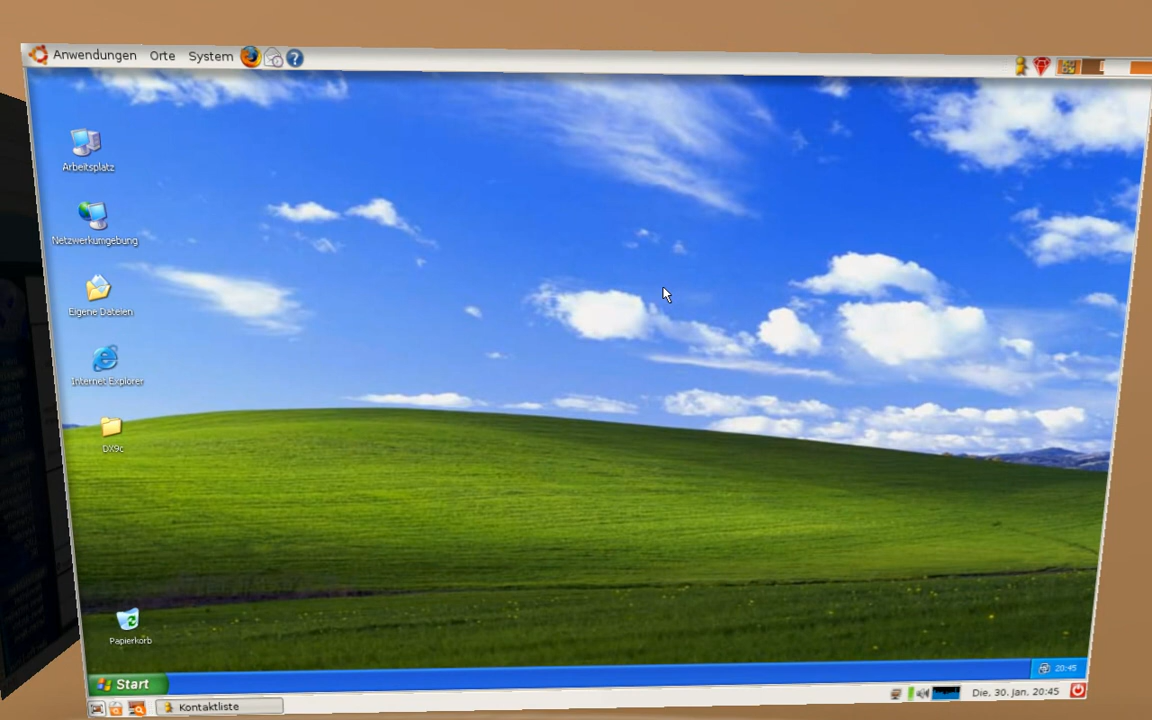 Anwendungen Orte System
Arbeitsplatz
Netzwerkumgebung
Eigene Dateien
Internet Explorer
DX9c
Papierkorb
Start
20:45
Kontaktliste
Die, 30. Jan, 20:45